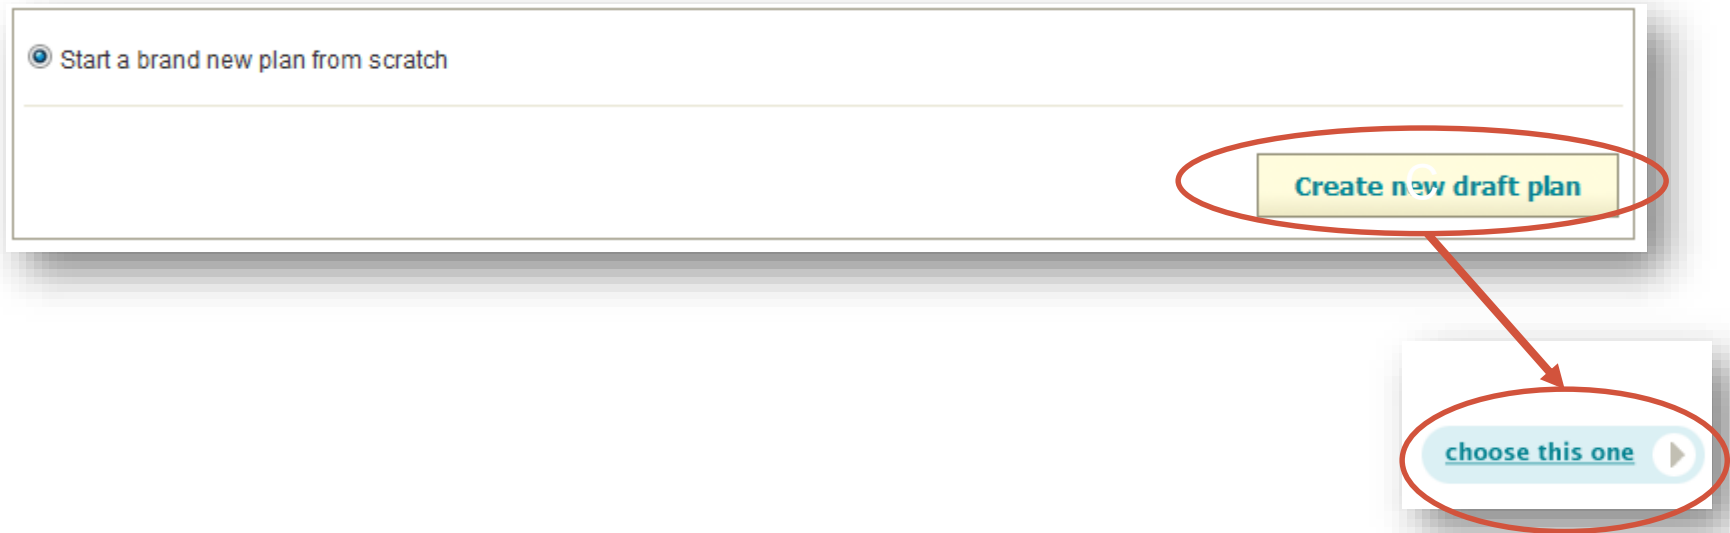 Start a brand new plan from scratch
Create new draft plan
choose this one